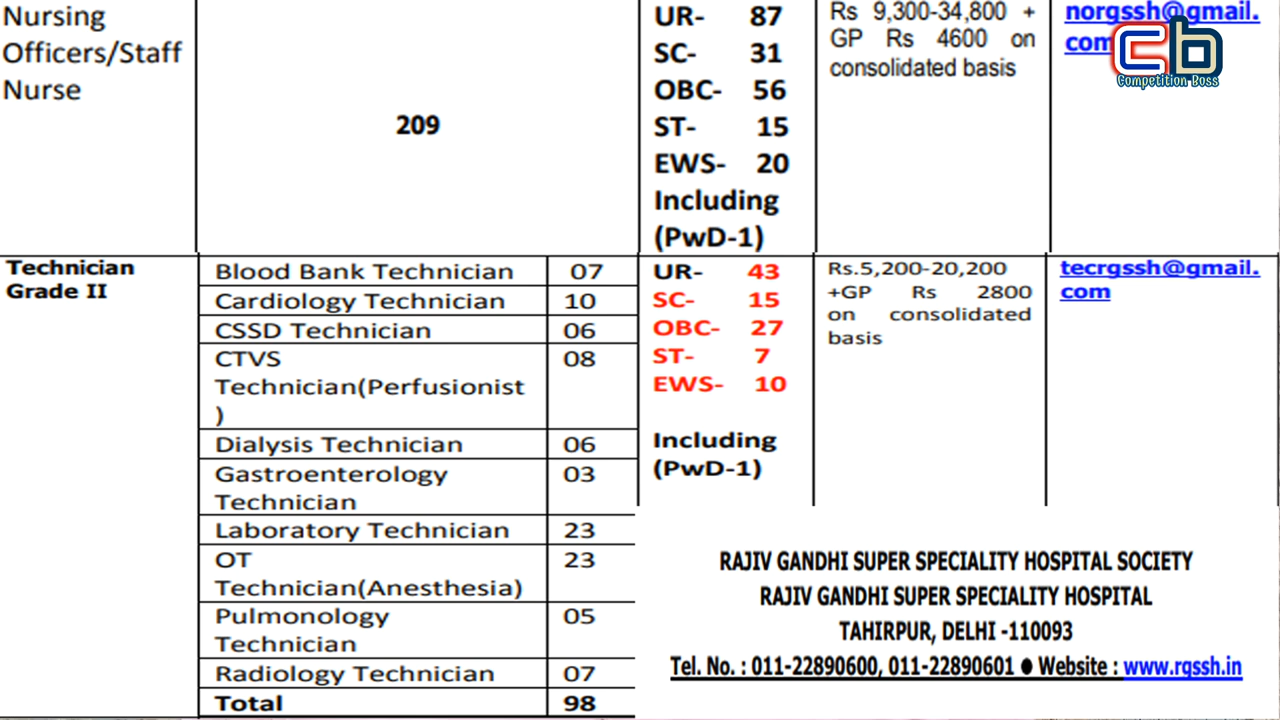 Nursing
Officers/Staff
Nurse
209
UR- 87
SC- 31
OBC- 56
ST- 15
EWS- 20
Including
(PwD-1)
Rs 9,300-34,800 +
GP Rs 4600 on
consolidated basis
norgssh@gmail.
com
cb
Competition Boss
Technician
Grade II
Blood Bank Technician 07
Cardiology Technician 10
CSSD Technician 06
CTVS 08
Technician(Perfusionist
)
Dialysis Technician 06
Gastroenterology 03
Technician
Laboratory Technician 23
OT 23
Technician(Anesthesia)
Pulmonology 05
Technician
Radiology Technician 07
Total 98
UR- 43
SC- 15
OBC- 27
ST- 7
EWS- 10
Including
(PwD-1)
Rs.5,200-20,200
+GP Rs 2800
on consolidated
basis
tecrgssh@gmail.
com
RAJIV GANDHI SUPER SPECIALITY HOSPITAL SOCIETY
RAJIV GANDHI SUPER SPECIALITY HOSPITAL
TAHIRPUR, DELHI -110093
Tel. No. : 011-22890600, 011-22890601 ● Website : www.rgssh.in